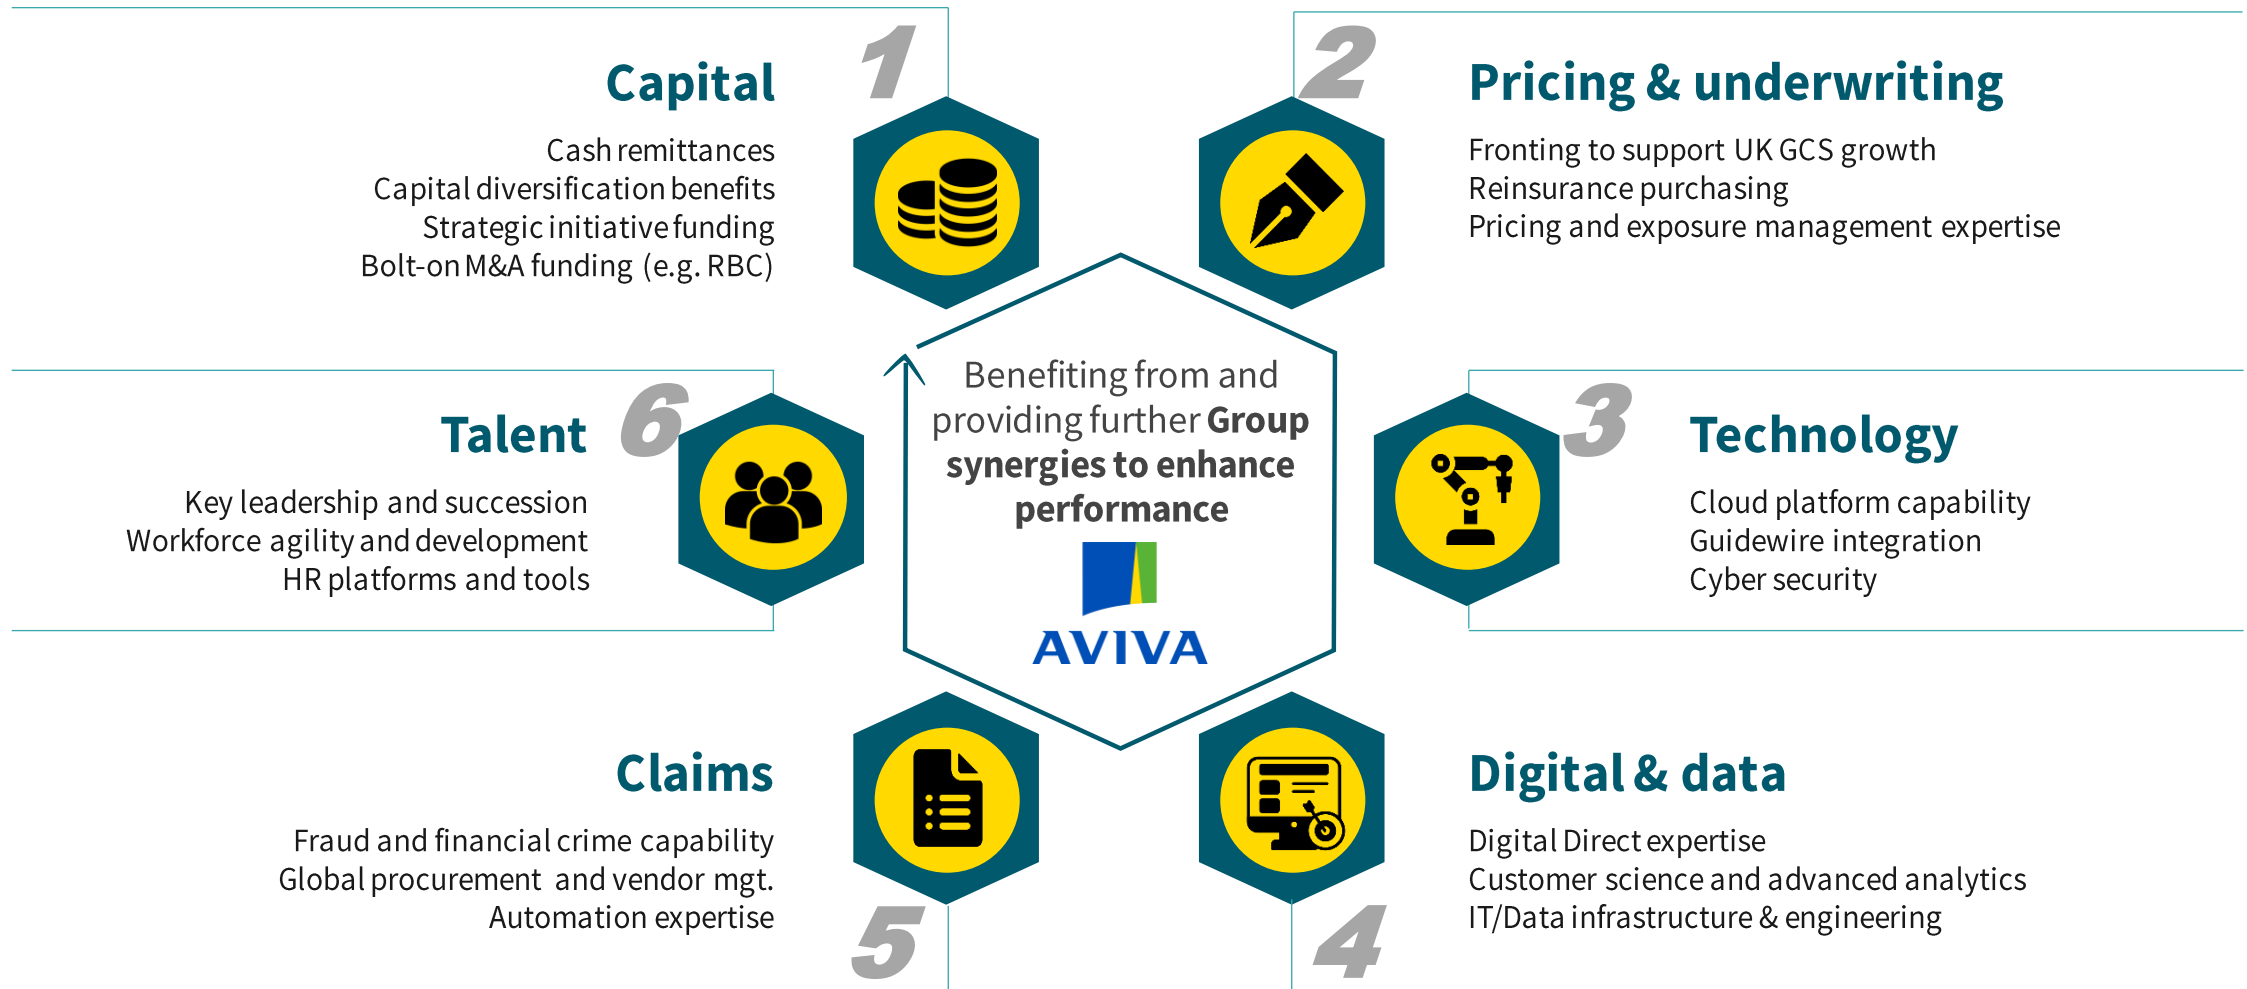 1
Capital
Cash remittances
Capital diversification benefits
Strategic initiative funding
Bolt-on M&A funding (e.g. RBC)
2
Pricing & underwriting
Fronting to support UK GCS growth
Reinsurance purchasing
Pricing and exposure management expertise
Benefiting from and
providing further Group
synergies to enhance
performance
AVIVA
3
Technology
Cloud platform capability
Guidewire integration
Cyber security
4
Digital & data
Digital Direct expertise
Customer science and advanced analytics
IT/Data infrastructure & engineering
5
Claims
Fraud and financial crime capability
Global procurement and vendor mgt.
Automation expertise
6
Talent
Key leadership and succession
Workforce agility and development
HR platforms and tools